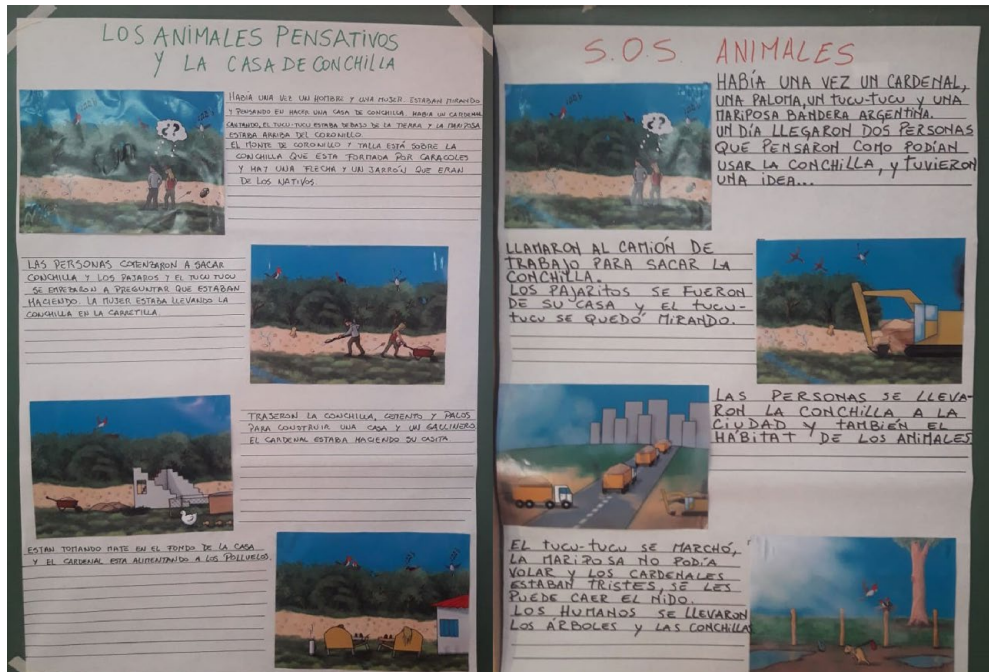 LOS ANIMALES PENSATIVOS
Y LA CASA DE CONCHILLA
HABÍA UNA VEZ UN HOMBRE Y UNA MUJER. ESTABAN MIRANDO
Y PENSANDO EN HACER UNA CASA DE CONCHILLA. HABÍA UN CARDENAL
CANTANDO, EL TUCU-TUCU ESTABA DEBAJO DE LA TIERRA Y LA MARIPOSA
ESTABA ARRIBA DEL CORONILLO.
EL MONTE DE CORONILLO Y TALLA ESTÁ SOBRE LA
CONCHILLA QUE ESTA FORMADA POR CARACOLES
Y HAY UNA FLECHA Y UN JARRÓN QUE ERAN
DE LOS NATIVOS.
??
LAS PERSONAS COMENZARON A SACAR
CONCHILLA Y LOS PAJAROS Y EL TUCU TUCU
SE EMPEZARON A PREGUNTAR QUE ESTABAN
HACIENDO. LA MUJER ESTABA LLEVANDO LA
CONCHILLA EN LA CARRETILLA.
TRAJERON LA CONCHILLA, CEMENTO Y PALOS
PARA CONSTRUIR UNA CASA Y UN GALLINERO
EL CARDENAL ESTABA HACIENDO SU CASITA
ESTAN TOMANDO MATE EN EL FONDO DE LA CASA
Y EL CARDENAL ESTA ALIMENTANDO A LOS POLLUELOS.
S.O.S. ANIMALES
HABÍA UNA VEZ UN CARDENAL,
UNA PALOMA, UN TUCU-TUCU Y UNA
MARIPOSA BANDERA ARGENTINA.
UN DÍA LLEGARON DOS PERSONAS
QUE PENSARON COMO PODÍAN
USAR LA CONCHILLA, Y TUVIERON
UNA IDEA...
??
LLAMARON AL CAMIÓN DE
TRABAJO PARA SACAR LA
CONCHILLA.
LOS PAJARITOS SE FUERON
DE SU CASA Y EL TUCU-
TUCU SE QUEDÓ MIRANDO.
LAS PERSONAS SE LLEVA-
RON LA CONCHILLA A LA
CIUDAD Y TAMBIÉN EL
HÁBITAT DE LOS ANIMALES
EL TUCU-TUCU SE MARCHÓ,
LA MARIPOSA NO PODÍA
VOLAR Y LOS CARDENALES
ESTABAN TRISTES, SE LES
PUEDE CAER EL NIDO.
LOS HUMANOS SE LLEVARON
LOS ÁRBOLES Y LAS CONCHILLAS